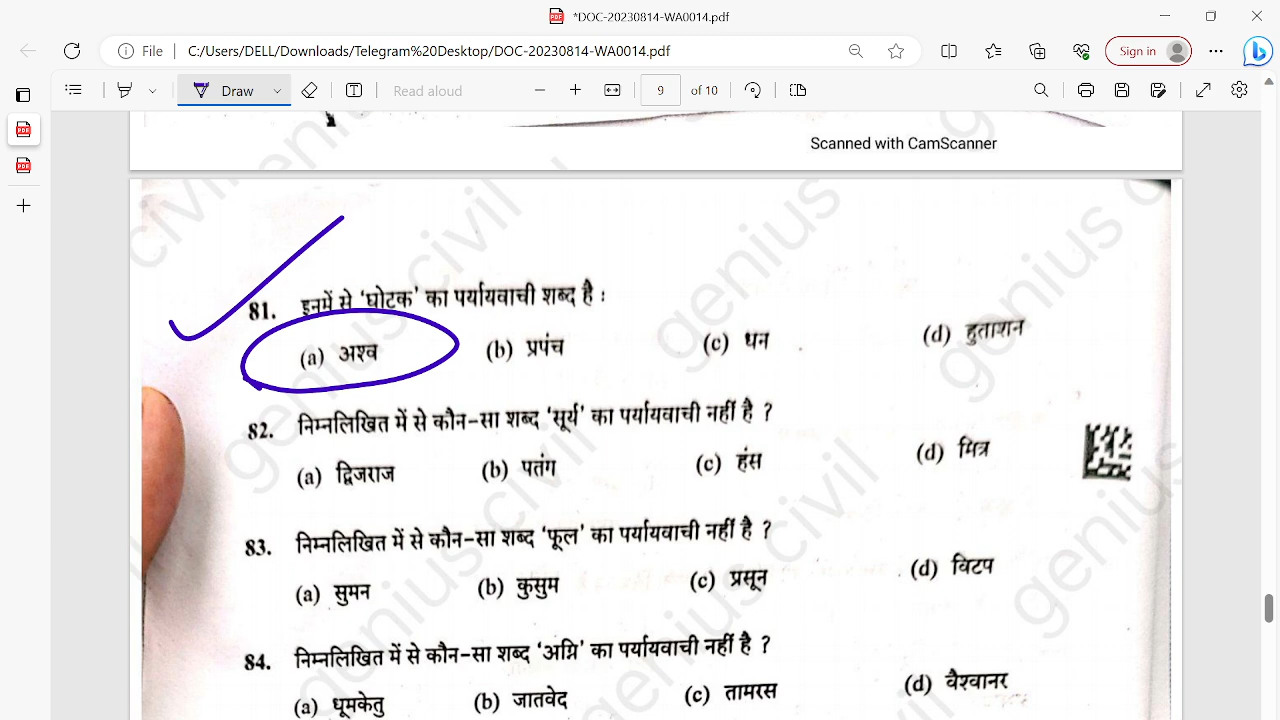 *DOC-20230814-WA0014.pdf
File | C:/Users/DELL/Downloads/Telegram%20Desktop/DOC-20230814-WA0014.pdf
Sign in
Draw
Read aloud
9 of 10
Scanned with CamScanner
81. इनमें से ‘घोटक’ का पर्यायवाची शब्द है :
(a) अश्व (b) प्रपंच (c) धन (d) हुताशन
82. निम्नलिखित में से कौन-सा शब्द ‘सूर्य’ का पर्यायवाची नहीं है ?
(a) द्विजराज (b) पतंग (c) हंस (d) मित्र
83. निम्नलिखित में से कौन-सा शब्द ‘फूल’ का पर्यायवाची नहीं है ?
(a) सुमन (b) कुसुम (c) प्रसून (d) विटप
84. निम्नलिखित में से कौन-सा शब्द ‘अग्नि’ का पर्यायवाची नहीं है ?
(a) धूमकेतु (b) जातवेद (c) तामरस (d) वैश्वानर
genius civil